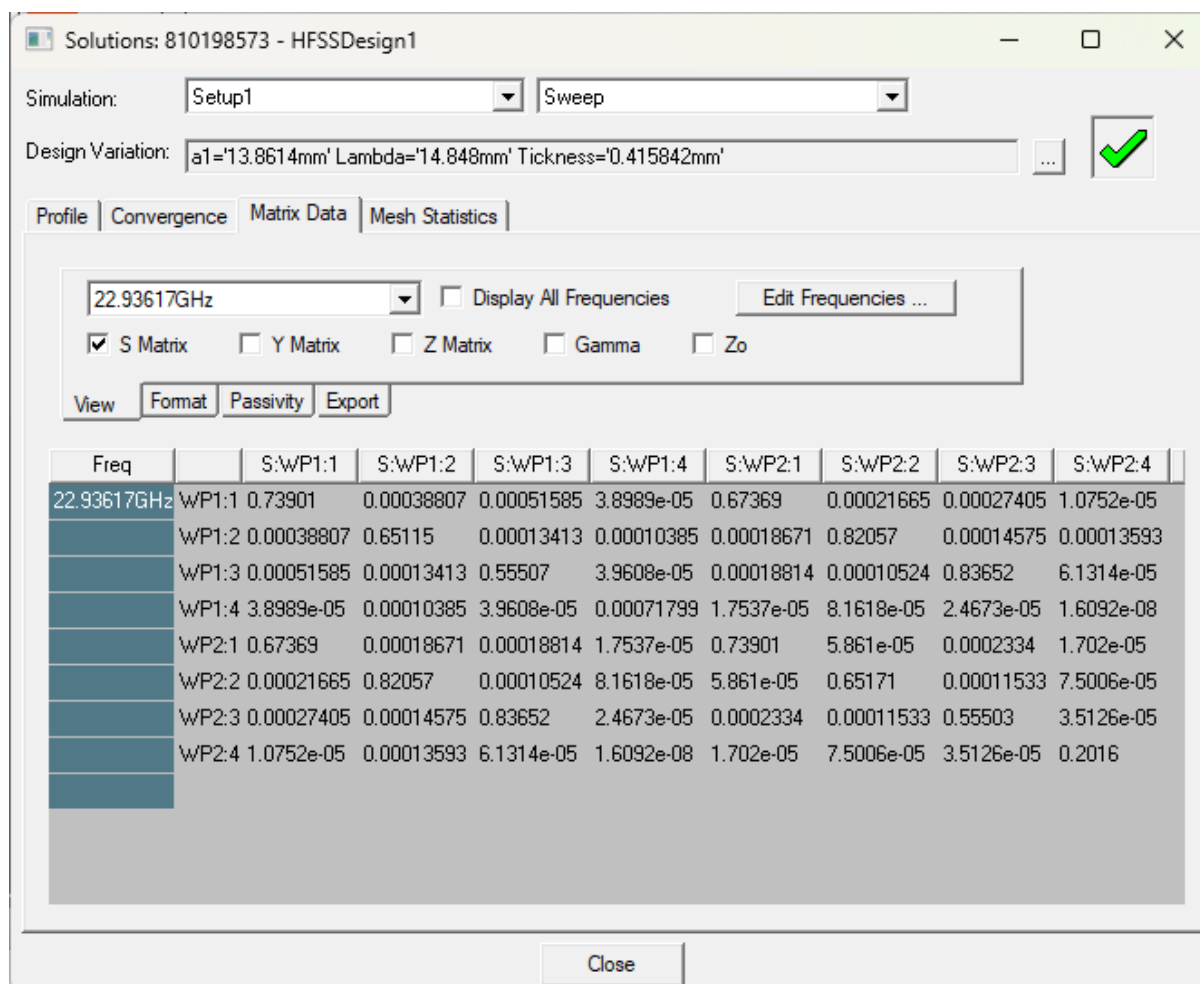 Solutions: 810198573 - HFSSDesign1
Simulation: Setup1 Sweep
Design Variation: a1='13.8614mm' Lambda='14.848mm' Tickness='0.415842mm' ...
Profile Convergence Matrix Data Mesh Statistics
22.93617GHz Display All Frequencies Edit Frequencies ...
S Matrix Y Matrix Z Matrix Gamma Zo
View Format Passivity Export
Freq S:WP1:1 S:WP1:2 S:WP1:3 S:WP1:4 S:WP2:1 S:WP2:2 S:WP2:3 S:WP2:4
22.93617GHz WP1:1 0.73901 0.00038807 0.00051585 3.8989e-05 0.67369 0.00021665 0.00027405 1.0752e-05
WP1:2 0.00038807 0.65115 0.00013413 0.00010385 0.00018671 0.82057 0.00014575 0.00013593
WP1:3 0.00051585 0.00013413 0.55507 3.9608e-05 0.00018814 0.00010524 0.83652 6.1314e-05
WP1:4 3.8989e-05 0.00010385 3.9608e-05 0.00071799 1.7537e-05 8.1618e-05 2.4673e-05 1.6092e-08
WP2:1 0.67369 0.00018671 0.00018814 1.7537e-05 0.73901 5.861e-05 0.0002334 1.702e-05
WP2:2 0.00021665 0.82057 0.00010524 8.1618e-05 5.861e-05 0.65171 0.00011533 7.5006e-05
WP2:3 0.00027405 0.00014575 0.83652 2.4673e-05 0.0002334 0.00011533 0.55503 3.5126e-05
WP2:4 1.0752e-05 0.00013593 6.1314e-05 1.6092e-08 1.702e-05 7.5006e-05 3.5126e-05 0.2016
Close